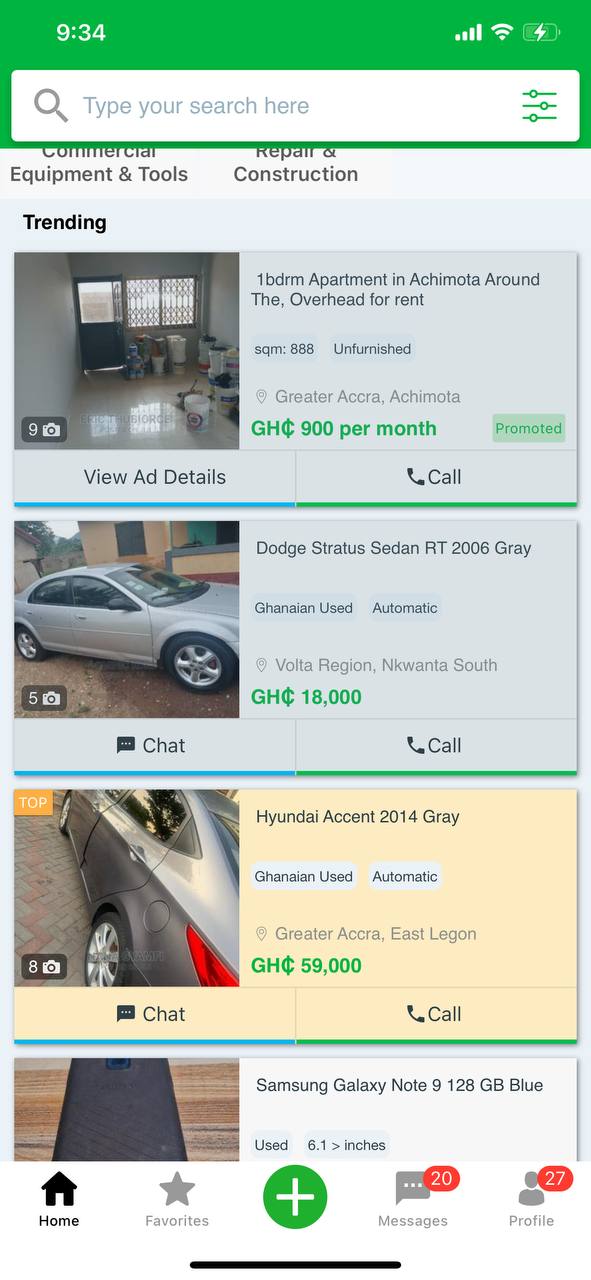 9:34
Type your search here
Commercial
Equipment & Tools
Repair &
Construction
Trending
1bdrm Apartment in Achimota Around
The, Overhead for rent
sqm: 888
Unfurnished
Greater Accra, Achimota
GH₵ 900 per month
Promoted
9
View Ad Details
Call
Dodge Stratus Sedan RT 2006 Gray
Ghanaian Used
Automatic
Volta Region, Nkwanta South
GH₵ 18,000
5
Chat
Call
TOP
Hyundai Accent 2014 Gray
Ghanaian Used
Automatic
Greater Accra, East Legon
GH₵ 59,000
8
Chat
Call
Samsung Galaxy Note 9 128 GB Blue
Used
6.1 > inches
20
27
Home
Favorites
Messages
Profile